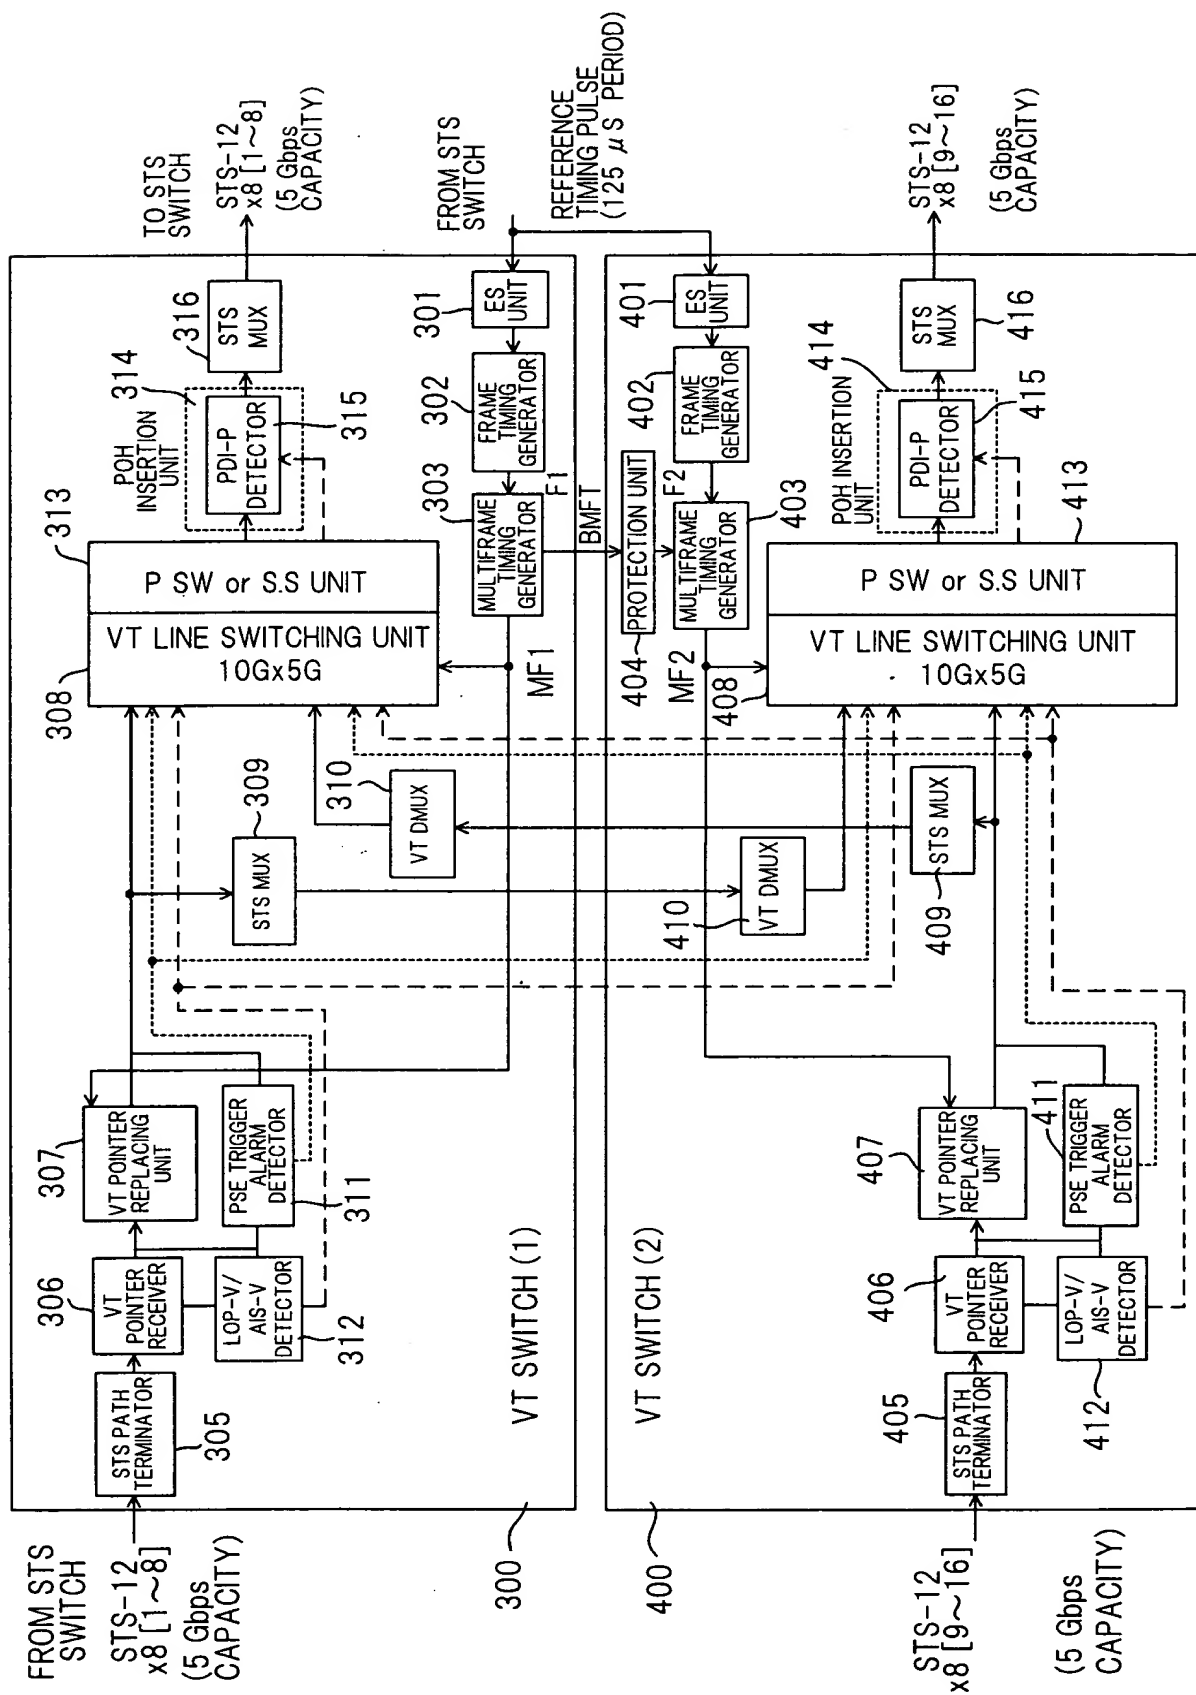 FROM STS
SWITCH
STS-12
x8 [1～8]
(5 Gbps
CAPACITY)
300
VT SWITCH (1)
305
STS PATH
TERMINATOR
306
VT
POINTER
RECEIVER
LOP-V/
AIS-V
DETECTOR
312
307
VT POINTER
REPLACING
UNIT
PSE TRIGGER
ALARM
DETECTOR
311
309
STS MUX
310
VT DMUX
308
VT LINE SWITCHING UNIT
10Gx5G
313
P SW or S.S UNIT
MF1
303
MULTIFRAME
TIMING
GENERATOR
F1
BMFT
302
FRAME
TIMING
GENERATOR
301
ES
UNIT
POH
INSERTION
UNIT
314
PDI-P
DETECTOR
315
316
STS
MUX
TO STS
SWITCH
STS-12
x8 [1～8]
(5 Gbps
CAPACITY)
FROM STS
SWITCH
REFERENCE
TIMING PULSE
(125 μS PERIOD)
STS-12
x8 [9～16]
(5 Gbps
CAPACITY)
400
VT SWITCH (2)
405
STS PATH
TERMINATOR
406
VT
POINTER
RECEIVER
LOP-V/
AIS-V
DETECTOR
412
407
VT POINTER
REPLACING
UNIT
411
PSE TRIGGER
ALARM
DETECTOR
410
VT DMUX
409
STS MUX
408
VT LINE SWITCHING UNIT
10Gx5G
413
P SW or S.S UNIT
MF2
404
PROTECTION UNIT
403
MULTIFRAME
TIMING
GENERATOR
F2
402
FRAME
TIMING
GENERATOR
401
ES
UNIT
POH INSERTION
UNIT
414
PDI-P
DETECTOR
415
STS
MUX
416
STS-12
x8 [9～16]
(5 Gbps
CAPACITY)